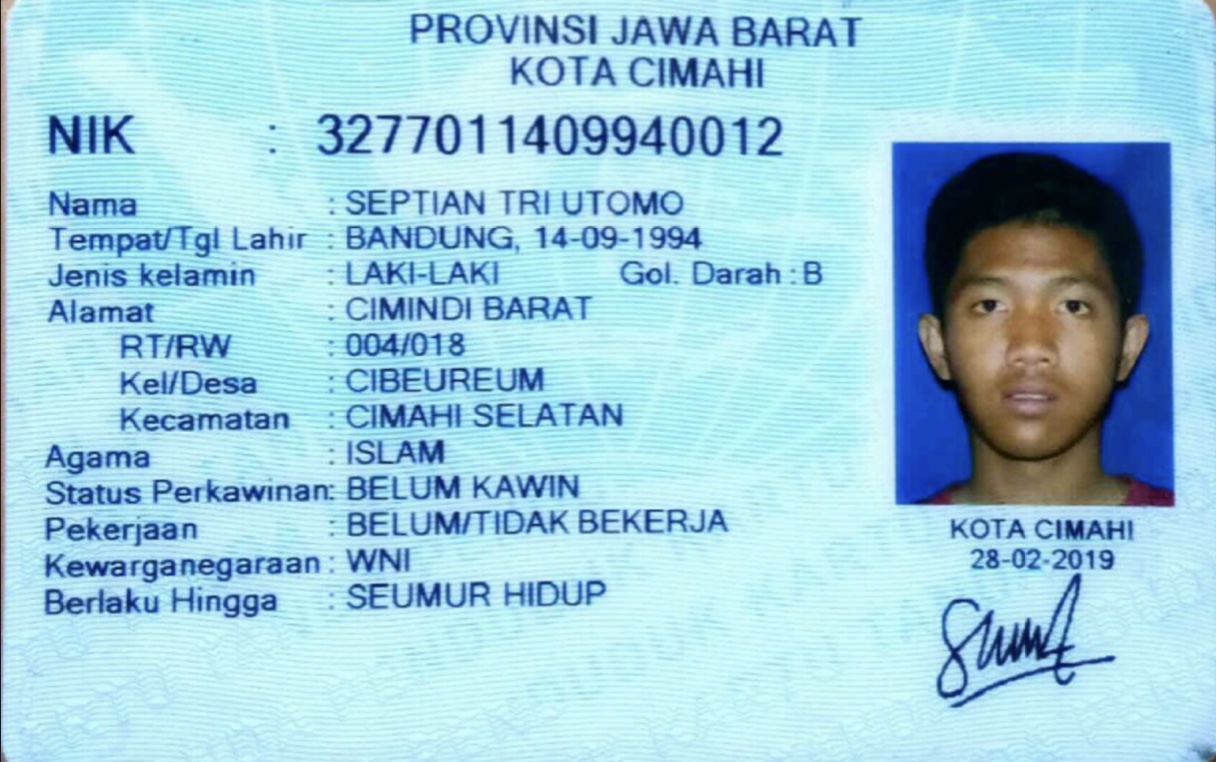 PROVINSI JAWA BARAT
KOTA CIMAHI
NIK : 3277011409940012
Nama : SEPTIAN TRI UTOMO
Tempat/Tgl Lahir : BANDUNG, 14-09-1994
Jenis kelamin : LAKI-LAKI Gol. Darah : B
Alamat : CIMINDI BARAT
RT/RW : 004/018
Kel/Desa : CIBEUREUM
Kecamatan : CIMAHI SELATAN
Agama : ISLAM
Status Perkawinan: BELUM KAWIN
Pekerjaan : BELUM/TIDAK BEKERJA
Kewarganegaraan : WNI
Berlaku Hingga : SEUMUR HIDUP
KOTA CIMAHI
28-02-2019